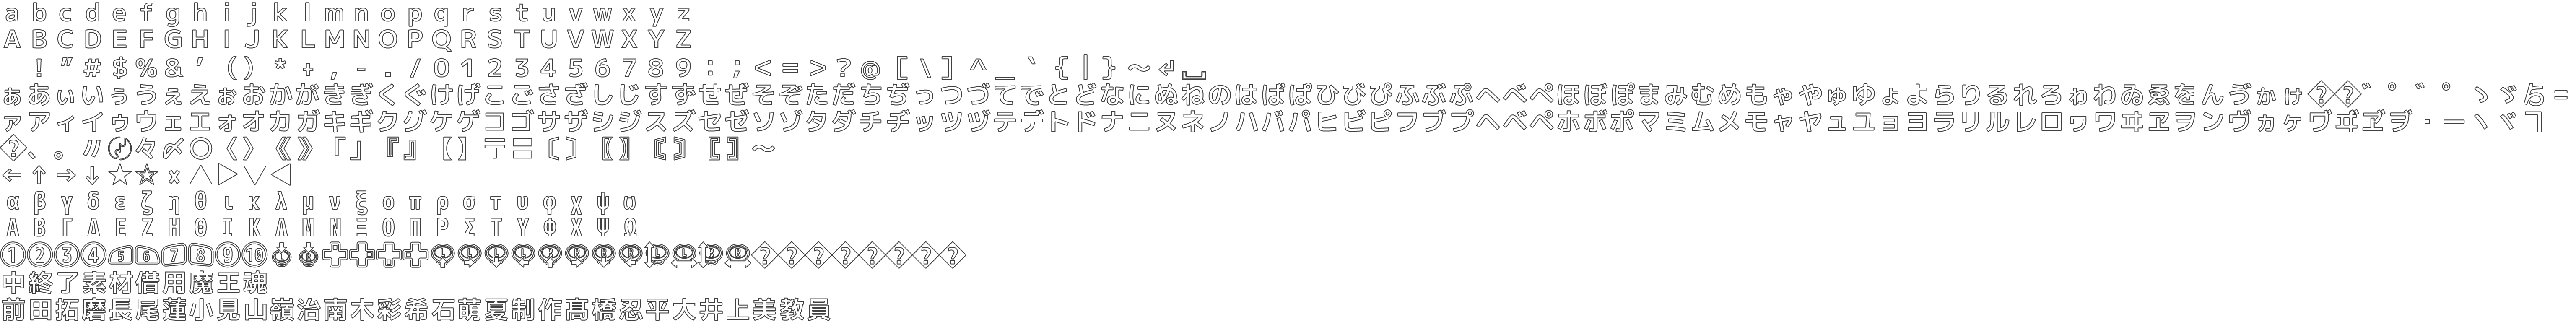 a b c d e f g h i j k l m n o p q r s t u v w x y z
A B C D E F G H I J K L M N O P Q R S T U V W X Y Z
! ” # $ % & ’ ( ) * + , - . / 0 1 2 3 4 5 6 7 8 9 : ; < = > ? @ [ \ ] ^ _ ` { | } ～ ↵ ␣
ぁあぃいぅうぇえぉおかがきぎくぐけげこごさざしじすずせぜそぞただちぢっつづてでとどなにぬねのはばぱひびぴふぶぷへべぺほぼぽまみむめもゃやゅゆょよらりるれろゎわゐゑをんゔゕゖ��゛゜゛゜ゝゞゟ゠
ァアィイゥウェエォオカガキギクグケゲコゴサザシジスズセゼソゾタダチヂッツヅテデトドナニヌネノハバパヒビピフブプヘベペホボポマミムメモャヤュユョヨラリルレロヮワヰヱヲンヴヵヶヷヸヹヺ・ーヽヾヿ
�、。〃〄々〆〇〈〉《》「」『』【】〒〓〔〕〖〗〘〙〚〛～
←↑→↓★☆x△▷▽◁
αβγδεζηθικλμνξοπρστυφχψω
ΑΒΓΔΕΖΗΘΙΚΛΜΝΞΟΠΡΣΤΥΦΧΨΩ
①②③④5678⑨⑩��������
中終了素材借用魔王魂
前田拓磨長尾蓮小見山嶺治南木彩希石萌夏制作高橋忍平大井上美教員